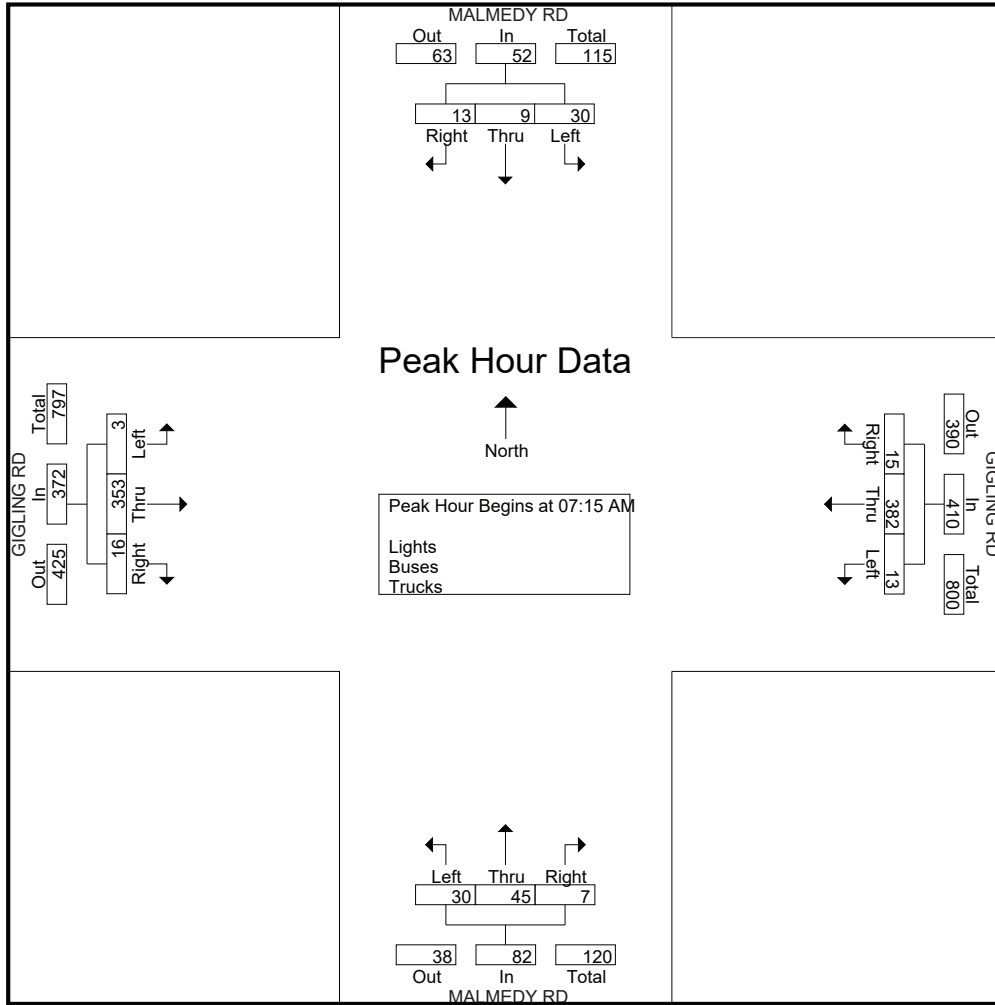 MALMEDY RD
Out In Total
63 52 115
13 9 30
Right Thru Left
Peak Hour Data
North
Peak Hour Begins at 07:15 AM
Lights
Buses
Trucks
GIGLING RD
Total In Out
797 372 425
3 353 16
Left Thru Right
Right Thru Left
15 382 13
390 410 800
Out In Total
GIGLING RD
Left Thru Right
30 45 7
38 82 120
Out In Total
MALMEDY RD